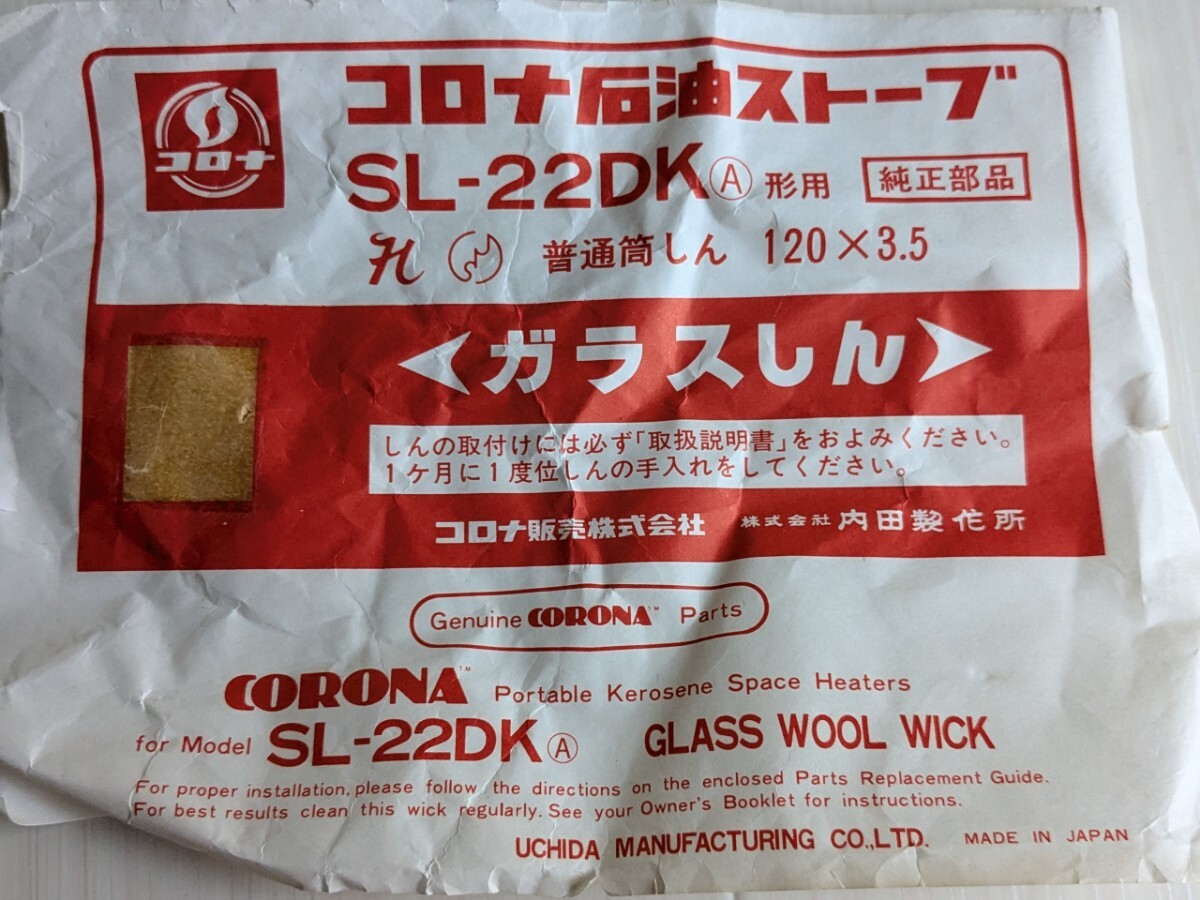 コロナ
コロナ石油ストーブ
SL-22DKⒶ形用 純正部品
H 普通筒しん 120×3.5
<ガラスしん>
しんの取付けには必ず「取扱説明書」をおよみください。
1ケ月に1度位しんの手入れをしてください。
コロナ販売株式会社 株式会社 内田製作所
Genuine CORONA™ Parts
CORONA™ Portable Kerosene Space Heaters
for Model SL-22DKⒶ GLASS WOOL WICK
For proper installation, please follow the directions on the enclosed Parts Replacement Guide.
For best results clean this wick regularly. See your Owner's Booklet for instructions.
UCHIDA MANUFACTURING CO.,LTD. MADE IN JAPAN